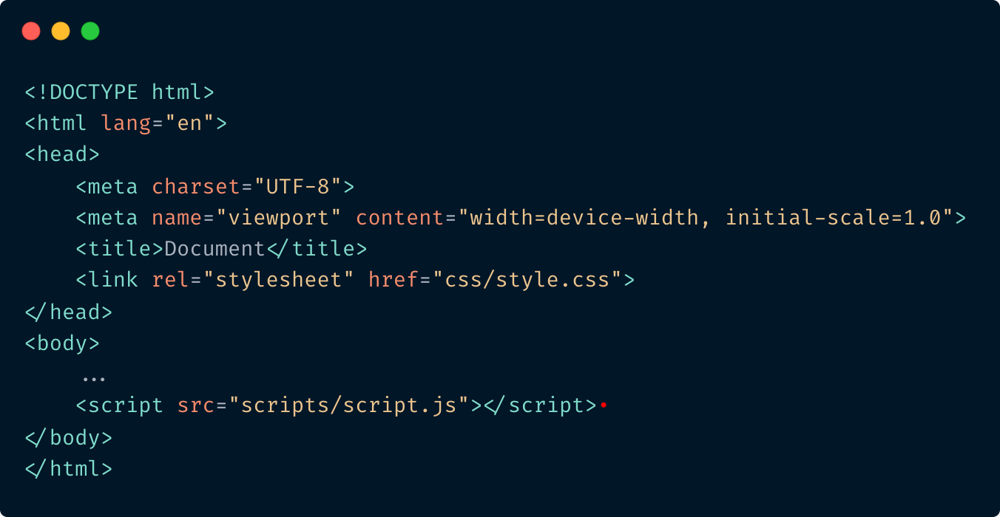 <!DOCTYPE html>
<html lang="en">
<head>
    <meta charset="UTF-8">
    <meta name="viewport" content="width=device-width, initial-scale=1.0">
    <title>Document</title>
    <link rel="stylesheet" href="css/style.css">
</head>
<body>
    ...
    <script src="scripts/script.js"></script>
</body>
</html>